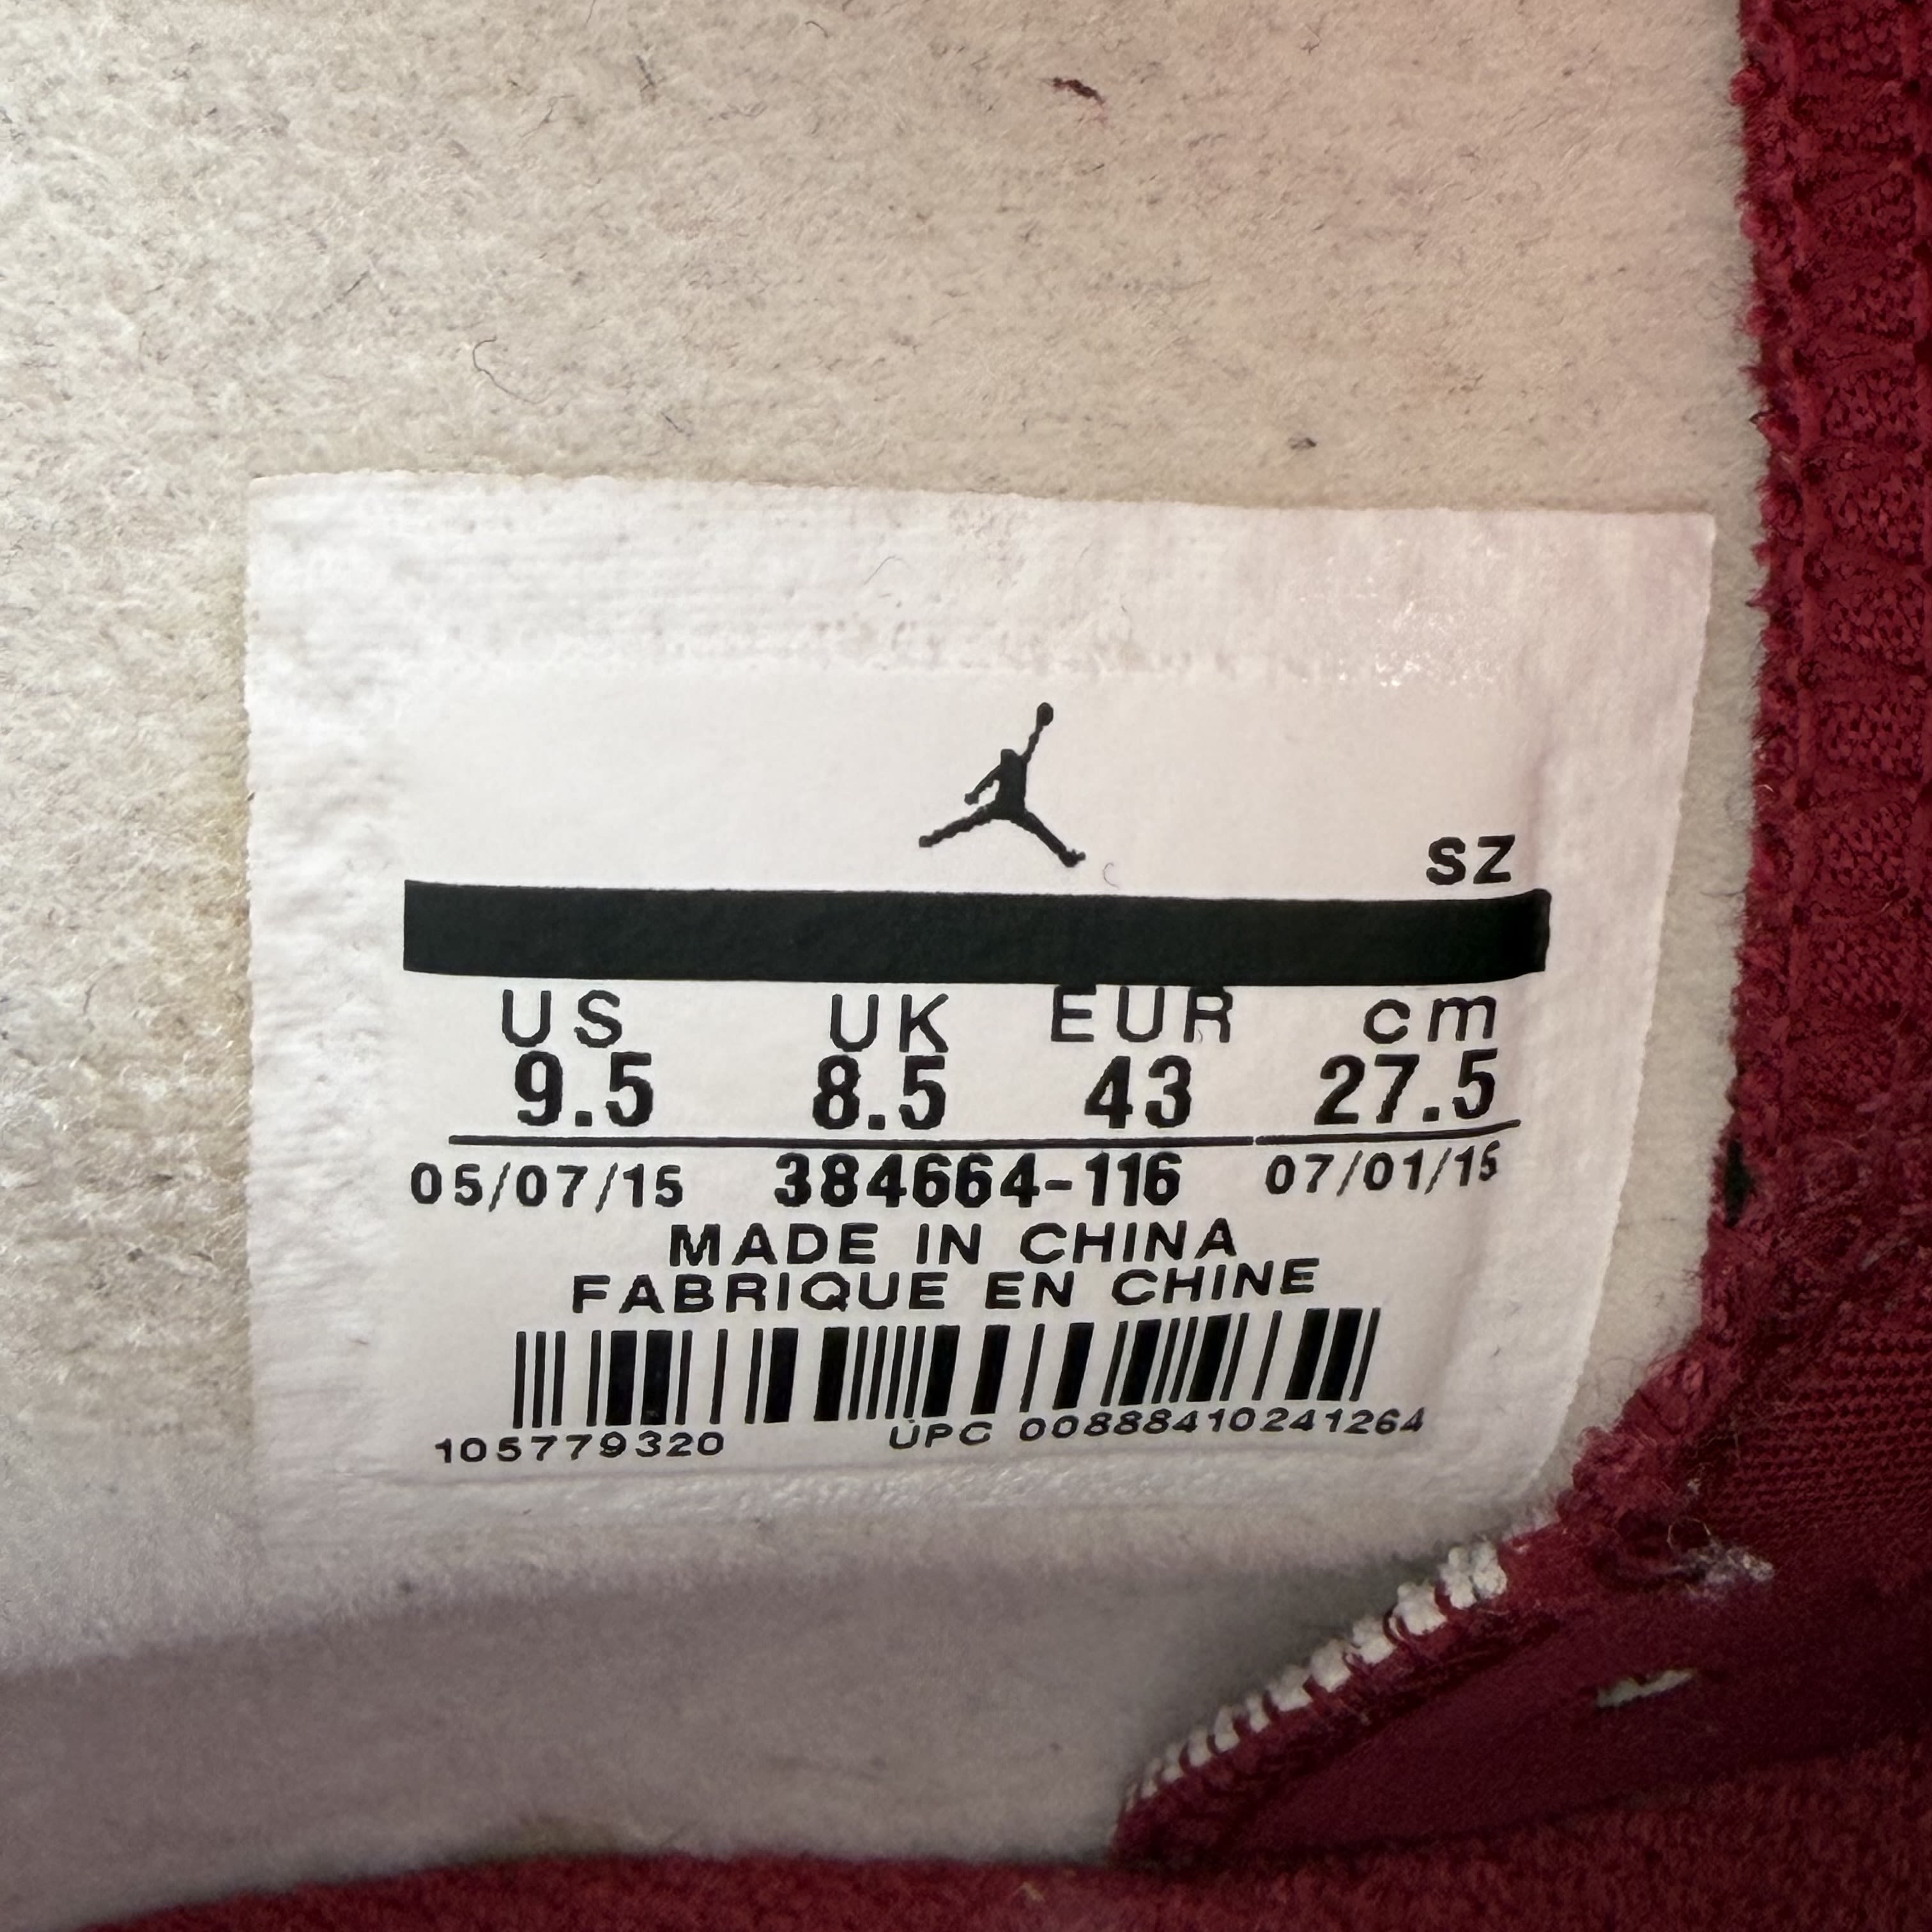 SZ
US UK EUR cm
9.5 8.5 43 27.5
05/07/15 384664-116 07/01/15
MADE IN CHINA
FABRIQUE EN CHINE
105779320 UPC 00888410241264